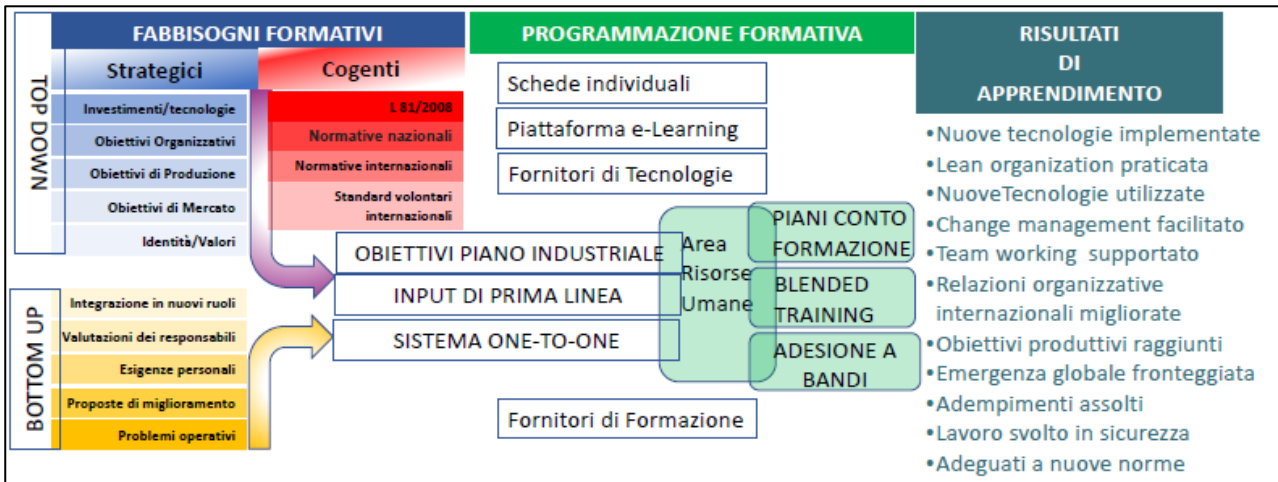 FABBISOGNI FORMATIVI
TOP DOWN
Strategici
Investimenti/tecnologie
Obiettivi Organizzativi
Obiettivi di Produzione
Obiettivi di Mercato
Identità/Valori
Cogenti
L 81/2008
Normative nazionali
Normative internazionali
Standard volontari
internazionali
BOTTOM UP
Integrazione in nuovi ruoli
Valutazioni dei responsabili
Esigenze personali
Proposte di miglioramento
Problemi operativi
PROGRAMMAZIONE FORMATIVA
Schede individuali
Piattaforma e-Learning
Fornitori di Tecnologie
OBIETTIVI PIANO INDUSTRIALE
INPUT DI PRIMA LINEA
SISTEMA ONE-TO-ONE
Area
Risorse
Umane
PIANI CONTO
FORMAZIONE
BLENDED
TRAINING
ADESIONE A
BANDI
Fornitori di Formazione
RISULTATI
DI
APPRENDIMENTO
•Nuove tecnologie implementate
•Lean organization praticata
•NuoveTecnologie utilizzate
•Change management facilitato
•Team working supportato
•Relazioni organizzative
internazionali migliorate
•Obiettivi produttivi raggiunti
•Emergenza globale fronteggiata
•Adempimenti assolti
•Lavoro svolto in sicurezza
•Adeguati a nuove norme